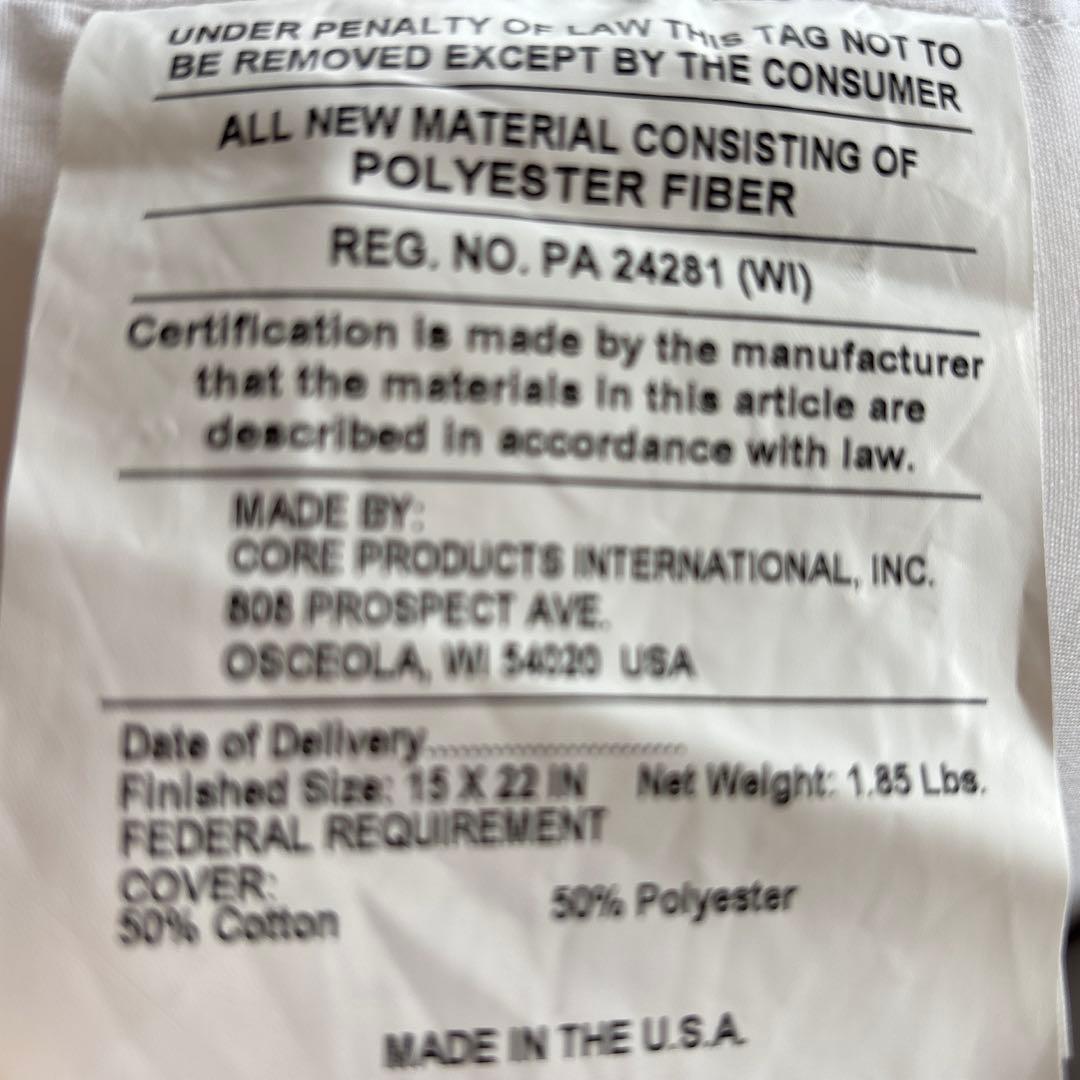 UNDER PENALTY OF LAW THIS TAG NOT TO
BE REMOVED EXCEPT BY THE CONSUMER
ALL NEW MATERIAL CONSISTING OF
POLYESTER FIBER
REG. NO. PA 24281 (WI)
Certification is made by the manufacturer
that the materials in this article are
described in accordance with law.
MADE BY:
CORE PRODUCTS INTERNATIONAL, INC.
808 PROSPECT AVE.
OSCEOLA, WI 54020 USA
Date of Delivery..............................
Finished Size: 15 X 22 IN Net Weight: 1.85 Lbs.
FEDERAL REQUIREMENT
COVER:
50% Cotton 50% Polyester
MADE IN THE U.S.A.